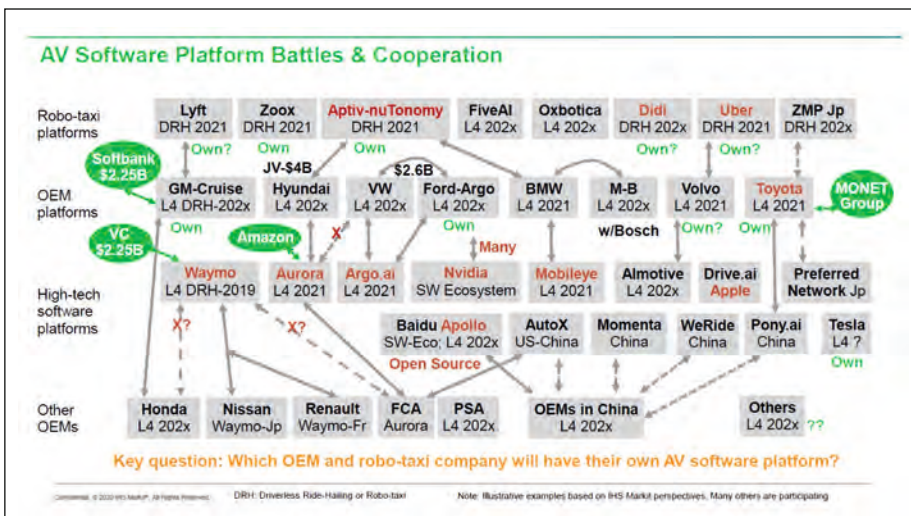 AV Software Platform Battles & Cooperation
Robo-taxi
platforms
Lyft
DRH 2021
Own?
Zoox
DRH 2021
Own
Aptiv-nuTonomy
DRH 2021
Own
FiveAI
L4 202x
Oxbotica
L4 202x
Didi
DRH 202x
Own?
Uber
DRH 2021
Own?
ZMP Jp
DRH 202x
Softbank
$2.25B
JV-$4B
$2.6B
OEM
platforms
GM-Cruise
L4 DRH-202x
Own
Hyundai
L4 202x
VW
L4 202x
Ford-Argo
L4 202x
Own
BMW
L4 2021
M-B
L4 202x
w/Bosch
Volvo
L4 2021
Own?
Toyota
L4 2021
Own
MONET
Group
VC
$2.25B
Amazon
X
Many
High-tech
software
platforms
Waymo
L4 DRH-2019
Aurora
L4 2021
Argo.ai
L4 2021
Nvidia
SW Ecosystem
Mobileye
L4 2021
AImotive
L4 202x
Drive.ai
Apple
Preferred
Network Jp
X?
X?
Baidu Apollo
SW-Eco; L4 202x
Open Source
AutoX
US-China
Momenta
China
WeRide
China
Pony.ai
China
Tesla
L4 ?
Own
Other
OEMs
Honda
L4 202x
Nissan
Waymo-Jp
Renault
Waymo-Fr
FCA
Aurora
PSA
L4 202x
OEMs in China
L4 202x
Others
L4 202x ??
Key question: Which OEM and robo-taxi company will have their own AV software platform?
Confidential. © 2020 IHS Markit®. All Rights Reserved.
DRH: Driverless Ride-Hailing or Robo-taxi
Note: Illustrative examples based on IHS Markit perspectives. Many others are participating